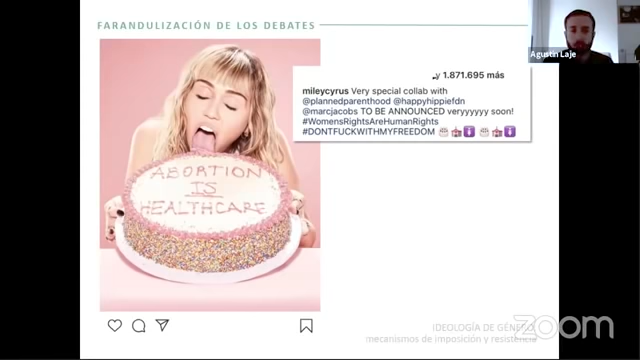 FARANDULIZACIÓN DE LOS DEBATES
Agustín Laje
y 1.871.695 más
mileycyrus Very special collab with
@plannedparenthood @happyhippiefdn
@marcjacobs TO BE ANNOUNCED veryyyyyy soon!
#WomensRightsAreHumanRights
#DONTFUCKWITHMYFREEDOM
ABORTION
IS
HEALTHCARE
IDEOLOGÍA DE GÉNERO
mecanismos de imposición y resistencia
zoom